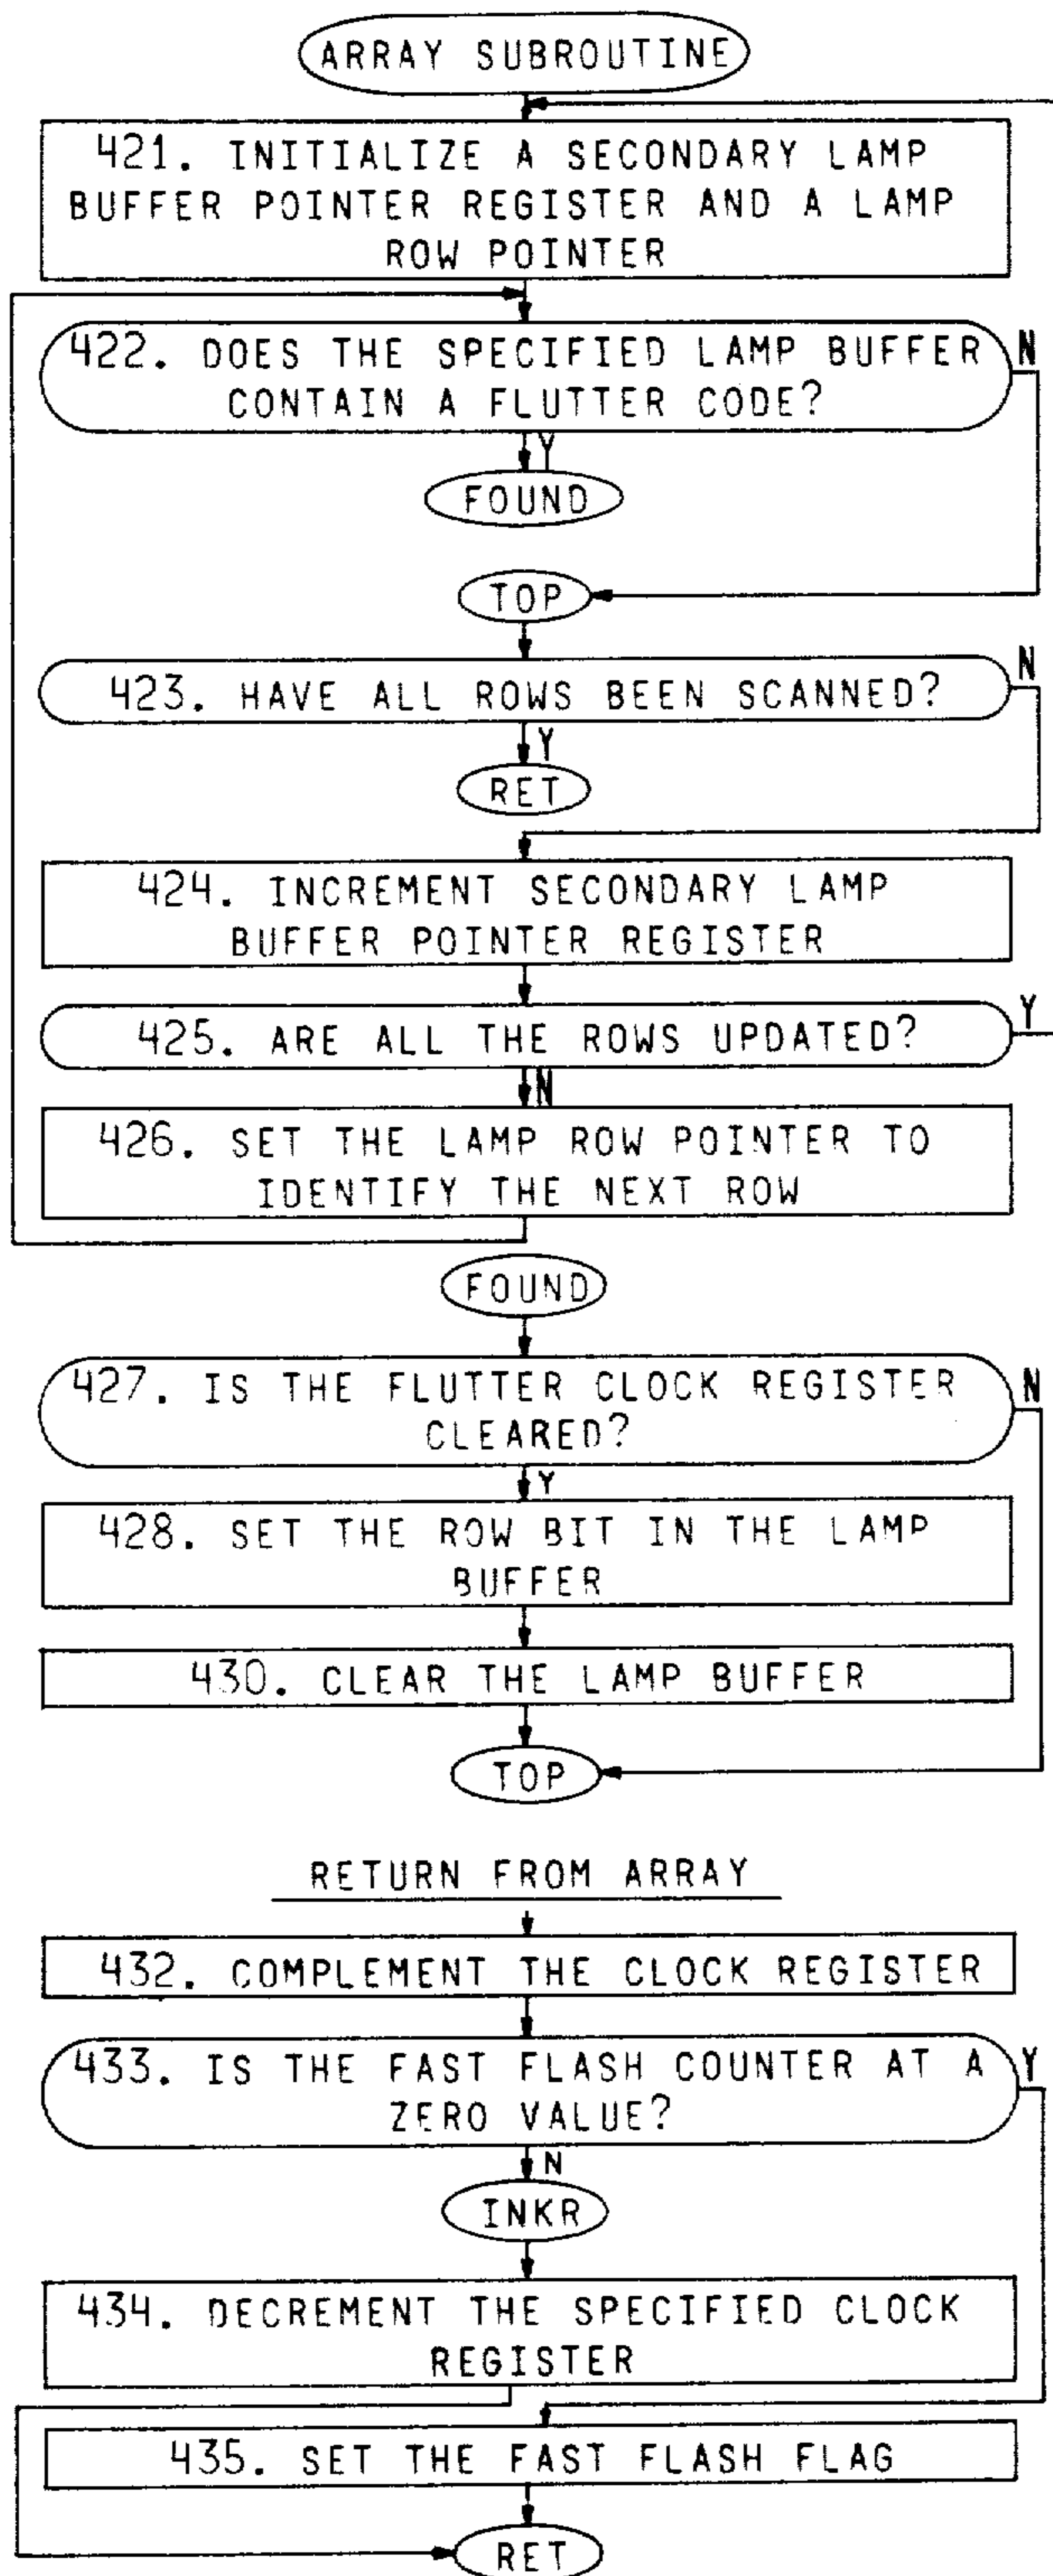 ARRAY SUBROUTINE
421. INITIALIZE A SECONDARY LAMP
BUFFER POINTER REGISTER AND A LAMP
ROW POINTER
422. DOES THE SPECIFIED LAMP BUFFER
CONTAIN A FLUTTER CODE?
N
Y
FOUND
TOP
423. HAVE ALL ROWS BEEN SCANNED?
N
Y
RET
424. INCREMENT SECONDARY LAMP
BUFFER POINTER REGISTER
425. ARE ALL THE ROWS UPDATED?
Y
N
426. SET THE LAMP ROW POINTER TO
IDENTIFY THE NEXT ROW
FOUND
427. IS THE FLUTTER CLOCK REGISTER
CLEARED?
N
Y
428. SET THE ROW BIT IN THE LAMP
BUFFER
430. CLEAR THE LAMP BUFFER
TOP
RETURN FROM ARRAY
432. COMPLEMENT THE CLOCK REGISTER
433. IS THE FAST FLASH COUNTER AT A
ZERO VALUE?
Y
N
INKR
434. DECREMENT THE SPECIFIED CLOCK
REGISTER
435. SET THE FAST FLASH FLAG
RET